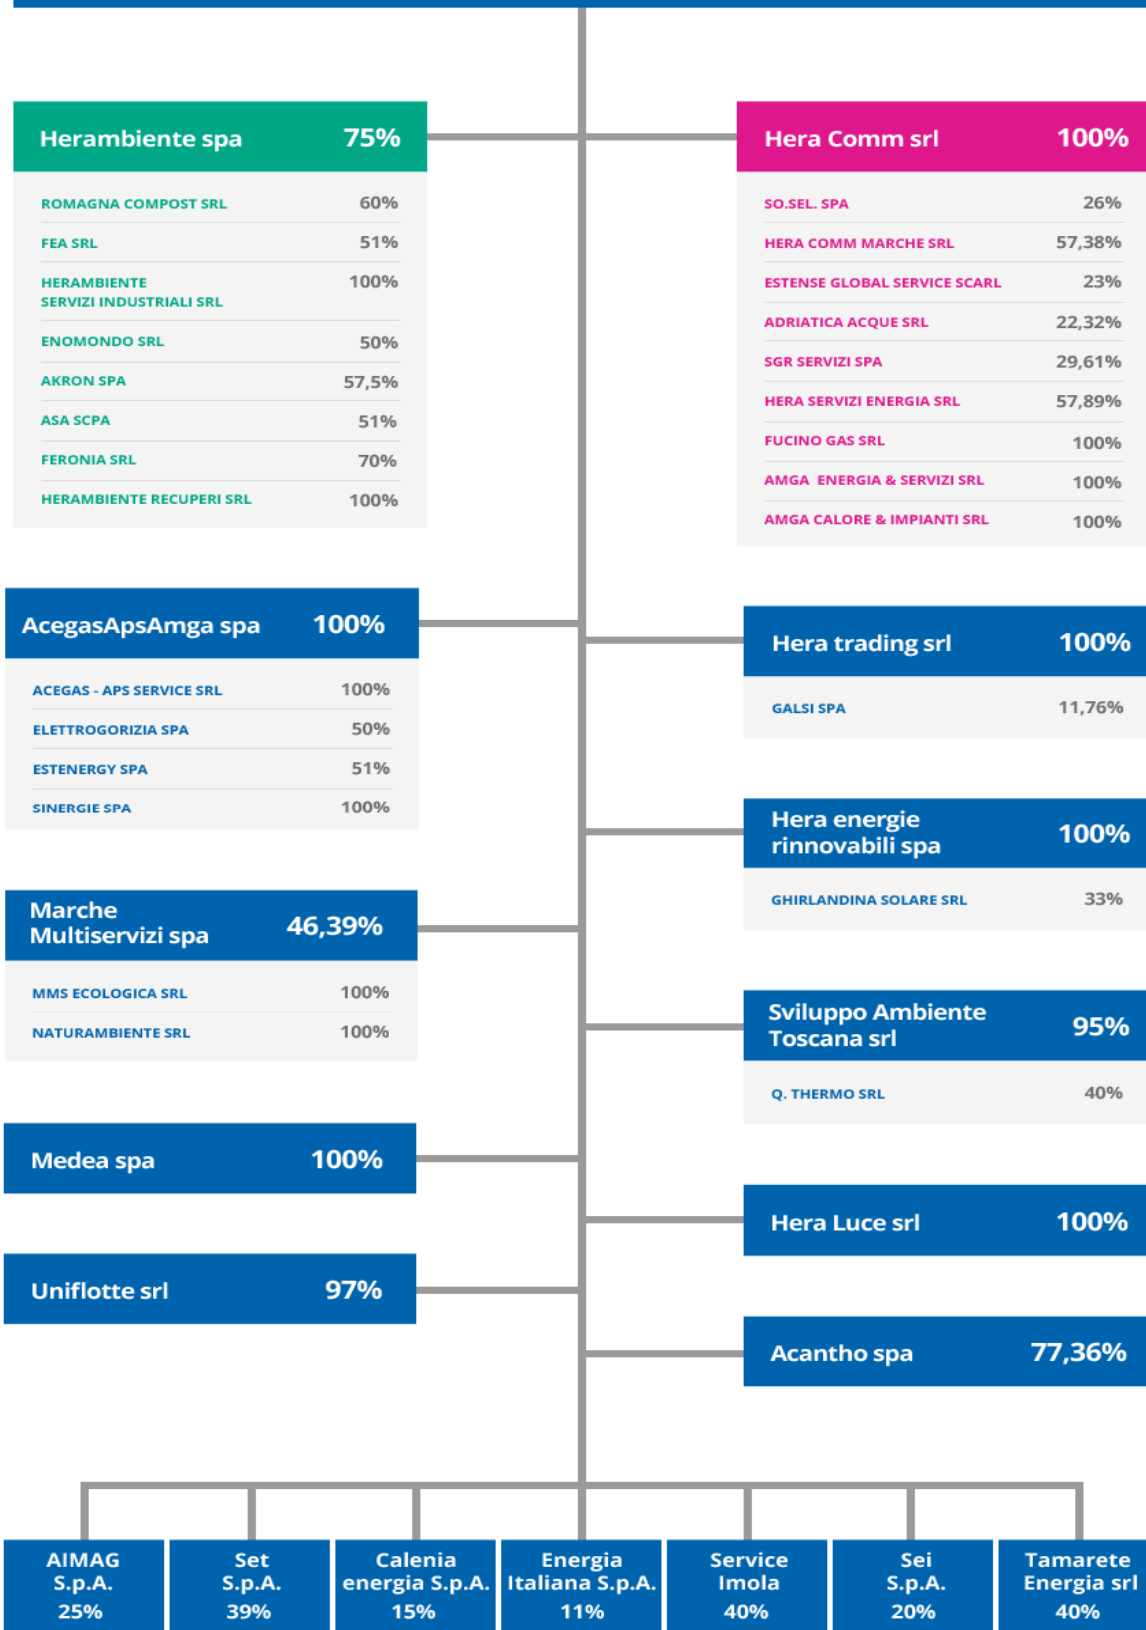 Herambiente spa 75%
ROMAGNA COMPOST SRL 60%
FEA SRL 51%
HERAMBIENTE 100%
SERVIZI INDUSTRIALI SRL
ENOMONDO SRL 50%
AKRON SPA 57,5%
ASA SCPA 51%
FERONIA SRL 70%
HERAMBIENTE RECUPERI SRL 100%
Hera Comm srl 100%
SO.SEL. SPA 26%
HERA COMM MARCHE SRL 57,38%
ESTENSE GLOBAL SERVICE SCARL 23%
ADRIATICA ACQUE SRL 22,32%
SGR SERVIZI SPA 29,61%
HERA SERVIZI ENERGIA SRL 57,89%
FUCINO GAS SRL 100%
AMGA ENERGIA & SERVIZI SRL 100%
AMGA CALORE & IMPIANTI SRL 100%
AcegasApsAmga spa 100%
ACEGAS - APS SERVICE SRL 100%
ELETTROGORIZIA SPA 50%
ESTENERGY SPA 51%
SINERGIE SPA 100%
Hera trading srl 100%
GALSI SPA 11,76%
Hera energie
rinnovabili spa 100%
GHIRLANDINA SOLARE SRL 33%
Marche
Multiservizi spa 46,39%
MMS ECOLOGICA SRL 100%
NATURAMBIENTE SRL 100%
Sviluppo Ambiente
Toscana srl 95%
Q. THERMO SRL 40%
Medea spa 100%
Hera Luce srl 100%
Uniflotte srl 97%
Acantho spa 77,36%
AIMAG
S.p.A.
25%
Set
S.p.A.
39%
Calenia
energia S.p.A.
15%
Energia
Italiana S.p.A.
11%
Service
Imola
40%
Sei
S.p.A.
20%
Tamarete
Energia srl
40%